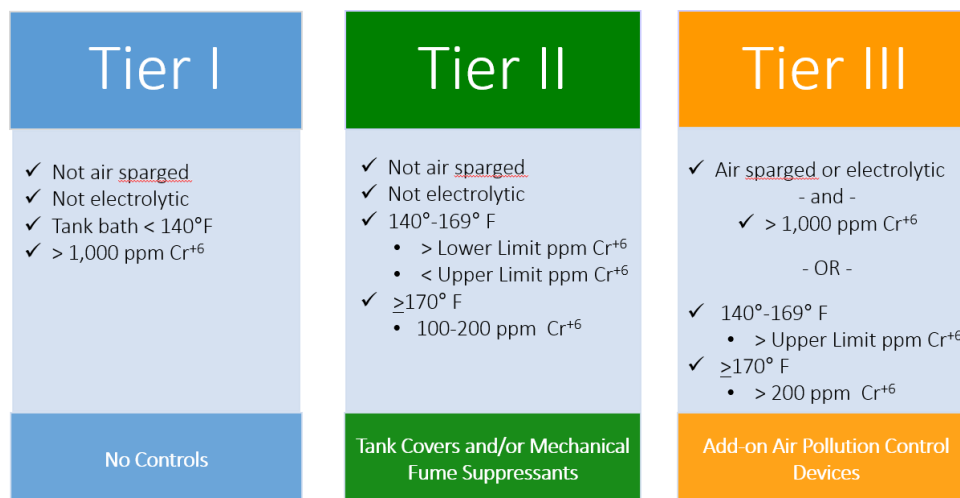 Tier I
✓ Not air sparged
✓ Not electrolytic
✓ Tank bath < 140°F
✓ > 1,000 ppm Cr⁺⁶
No Controls
Tier II
✓ Not air sparged
✓ Not electrolytic
✓ 140°-169° F
• > Lower Limit ppm Cr⁺⁶
• < Upper Limit ppm Cr⁺⁶
✓ ≥170° F
• 100-200 ppm Cr⁺⁶
Tank Covers and/or Mechanical
Fume Suppressants
Tier III
✓ Air sparged or electrolytic
- and -
✓ > 1,000 ppm Cr⁺⁶
- OR -
✓ 140°-169° F
• > Upper Limit ppm Cr⁺⁶
✓ ≥170° F
• > 200 ppm Cr⁺⁶
Add-on Air Pollution Control
Devices